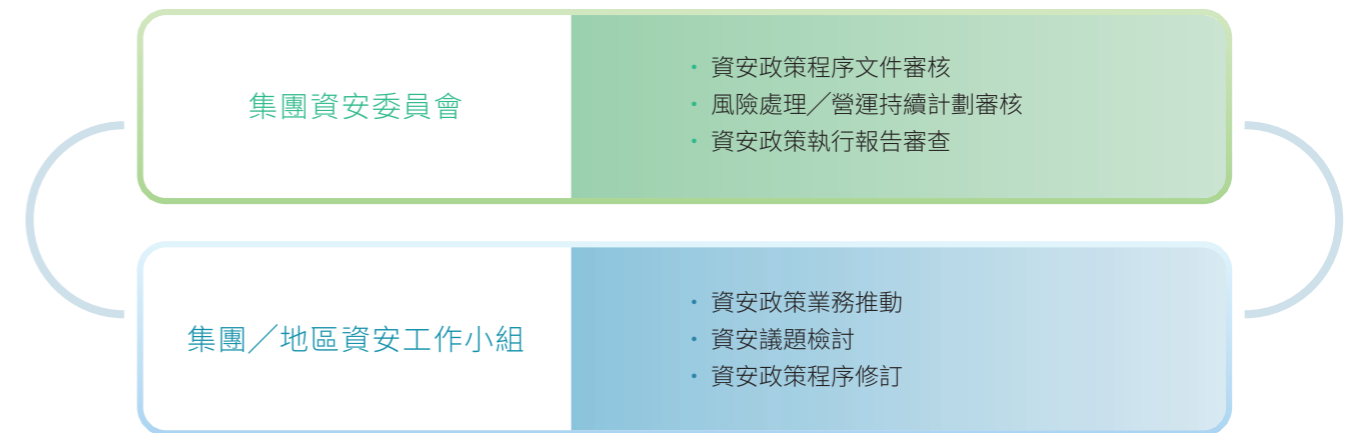 集團資安委員會
・資安政策程序文件審核
・風險處理╱營運持續計劃審核
・資安政策執行報告審查
集團╱地區資安工作小組
・資安政策業務推動
・資安議題檢討
・資安政策程序修訂